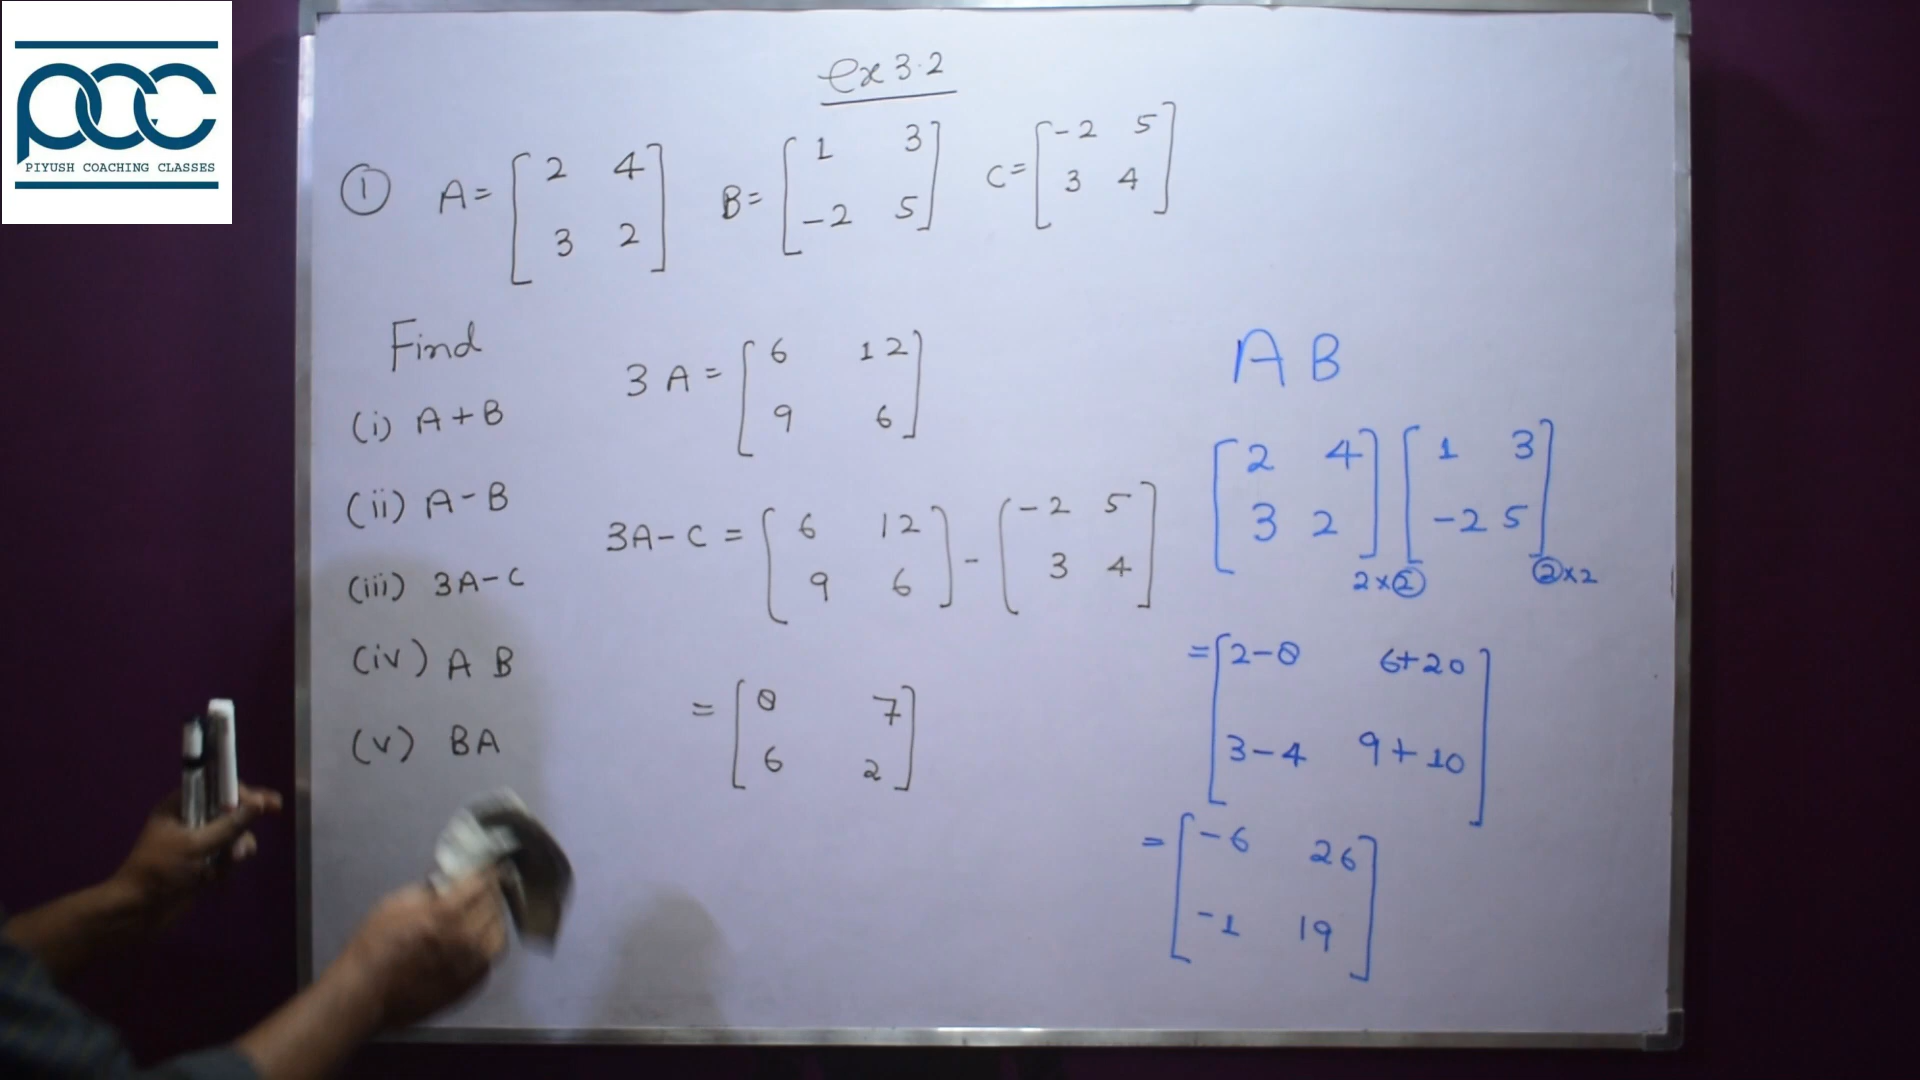 PCC
PIYUSH COACHING CLASSES
ex 3.2
① A = [ 2 4
3 2 ]
B = [ 1 3
-2 5 ]
C = [ -2 5
3 4 ]
Find
(i) A + B
(ii) A - B
(iii) 3A - C
(iv) A B
(v) BA
3 A = [ 6 12
9 6 ]
3A - C = [ 6 12
9 6 ] - [ -2 5
3 4 ]
= [ 8 7
6 2 ]
A B
[ 2 4
3 2 ] 2×②
[ 1 3
-2 5 ] ②×2
= [ 2-8 6+20
3-4 9+10 ]
= [ -6 26
-1 19 ]